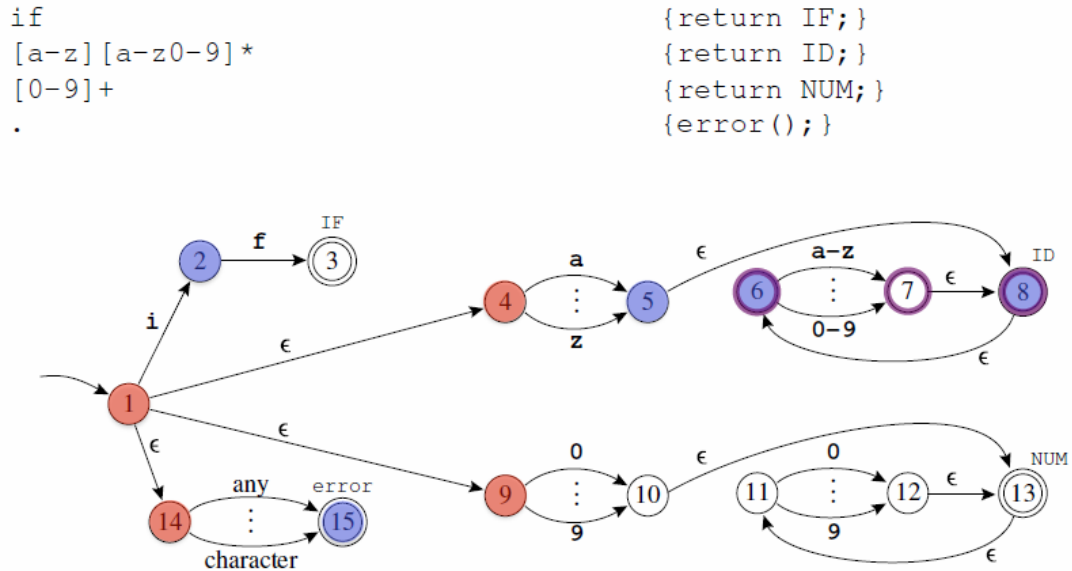 if {return IF;}
[a-z][a-z0-9]* {return ID;}
[0-9]+ {return NUM;}
. {error();}
IF
2 f 3
a
a-z
ID
ϵ
4 ⋮ 5
6 ⋮ 7 ϵ 8
i
z
0-9
ϵ
ϵ
1
ϵ
ϵ
0
ϵ
0
NUM
any
error
9 ⋮ 10
11 ⋮ 12 ϵ 13
14 ⋮ 15
9
9
ϵ
character